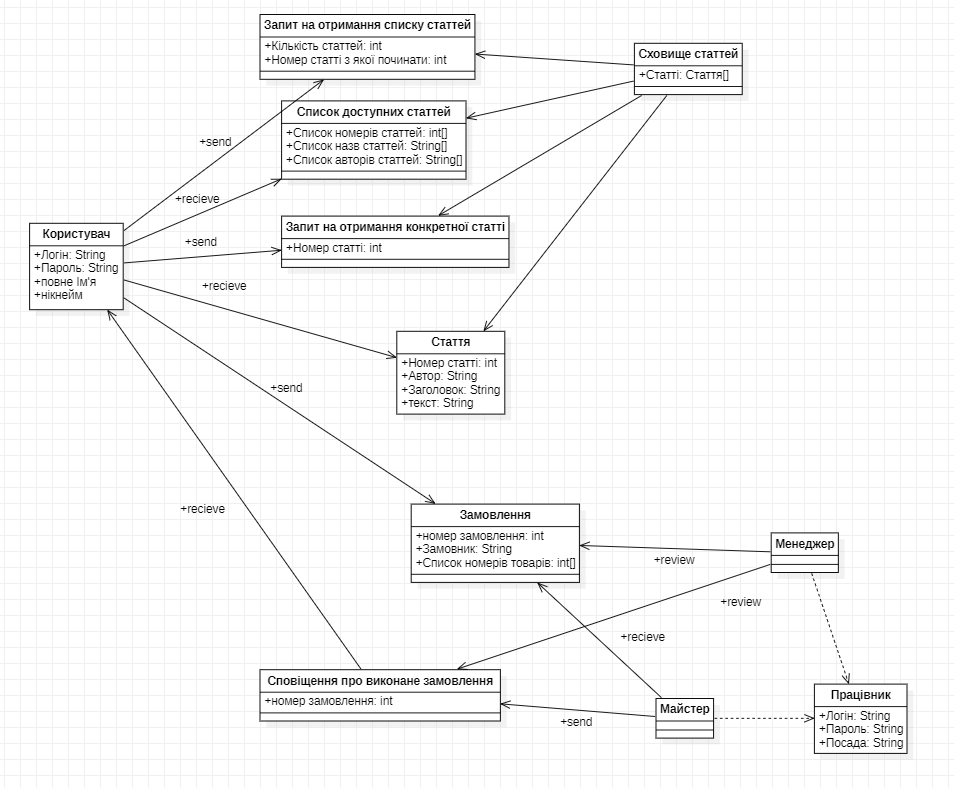 Запит на отримання списку статтей
+Кількість статтей: int
+Номер статті з якої починати: int
Сховище статтей
+Статті: Стаття[]
Список доступних статтей
+Список номерів статтей: int[]
+Список назв статтей: String[]
+Список авторів статтей: String[]
+send
+recieve
Запит на отримання конкретної статті
+Номер статті: int
Користувач
+Логін: String
+Пароль: String
+повне Ім'я
+нікнейм
+send
+recieve
Стаття
+Номер статті: int
+Автор: String
+Заголовок: String
+текст: String
+send
+recieve
Замовлення
+номер замовлення: int
+Замовник: String
+Список номерів товарів: int[]
Менеджер
+review
+review
+recieve
Сповіщення про виконане замовлення
+номер замовлення: int
Майстер
+send
Працівник
+Логін: String
+Пароль: String
+Посада: String